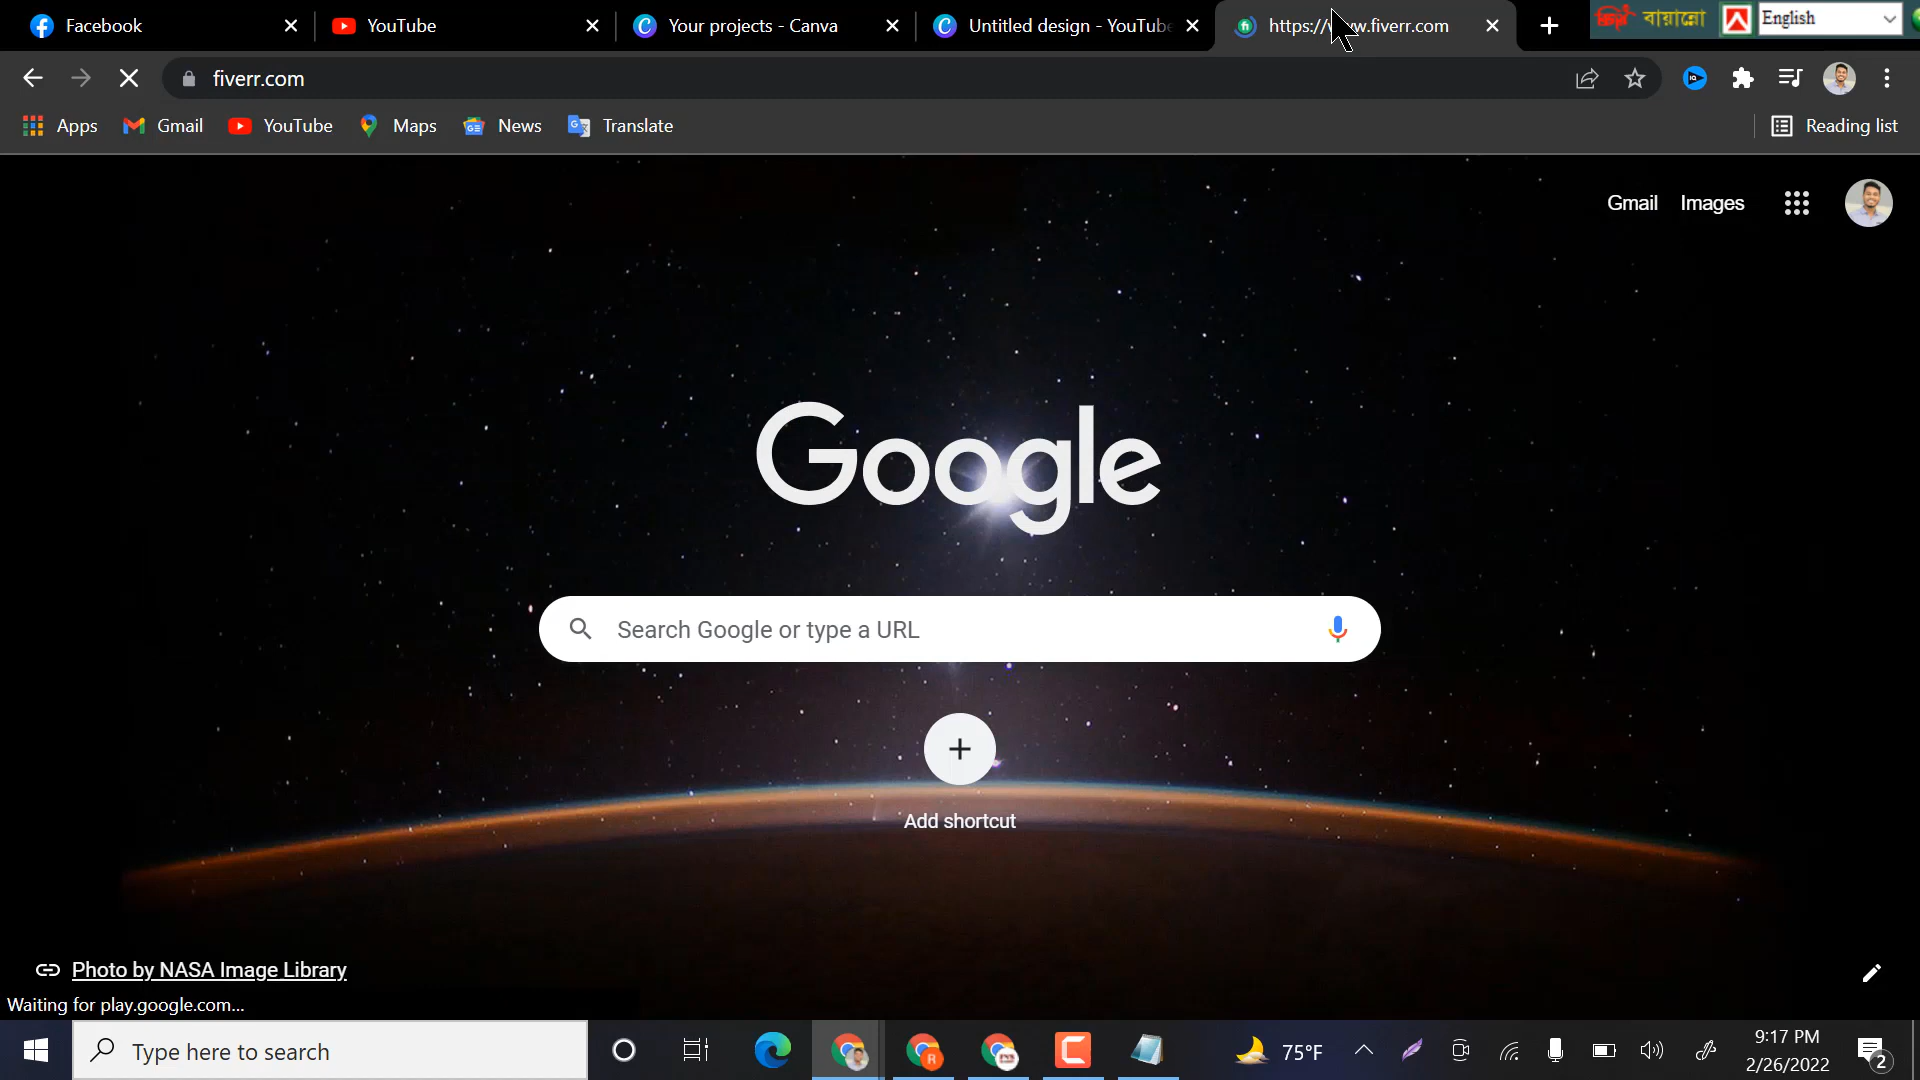 Facebook
YouTube
Your projects - Canva
Untitled design - YouTube
https://www.fiverr.com
বায়ান্নো
English
fiverr.com
Apps
Gmail
YouTube
Maps
News
Translate
Reading list
Gmail
Images
Google
Search Google or type a URL
Add shortcut
Photo by NASA Image Library
Waiting for play.google.com...
Type here to search
75°F
9:17 PM
2/26/2022
2